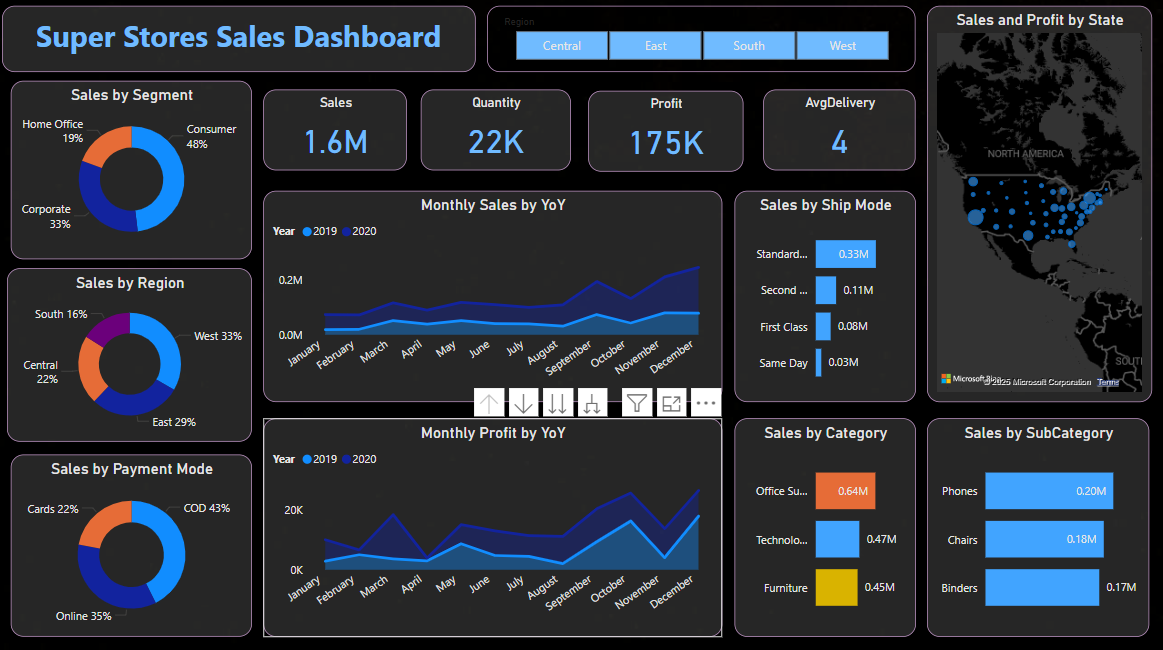 Super Stores Sales Dashboard
Region
Central
East
South
West
Sales and Profit by State
NORTH AMERICA
Microsoft Bing
© 2025 Microsoft Corporation
Terms
Sales by Segment
Home Office
19%
Consumer
48%
Corporate
33%
Sales
1.6M
Quantity
22K
Profit
175K
AvgDelivery
4
Sales by Region
South 16%
West 33%
Central
22%
East 29%
Monthly Sales by YoY
Year 2019 2020
0.2M
0.0M
January
February
March
April
May
June
July
August
September
October
November
December
Sales by Ship Mode
Standard... 0.33M
Second ... 0.11M
First Class 0.08M
Same Day 0.03M
Sales by Payment Mode
Cards 22%
COD 43%
Online 35%
Monthly Profit by YoY
Year 2019 2020
20K
0K
January
February
March
April
May
June
July
August
September
October
November
December
Sales by Category
Office Su... 0.64M
Technolo... 0.47M
Furniture 0.45M
Sales by SubCategory
Phones 0.20M
Chairs 0.18M
Binders 0.17M